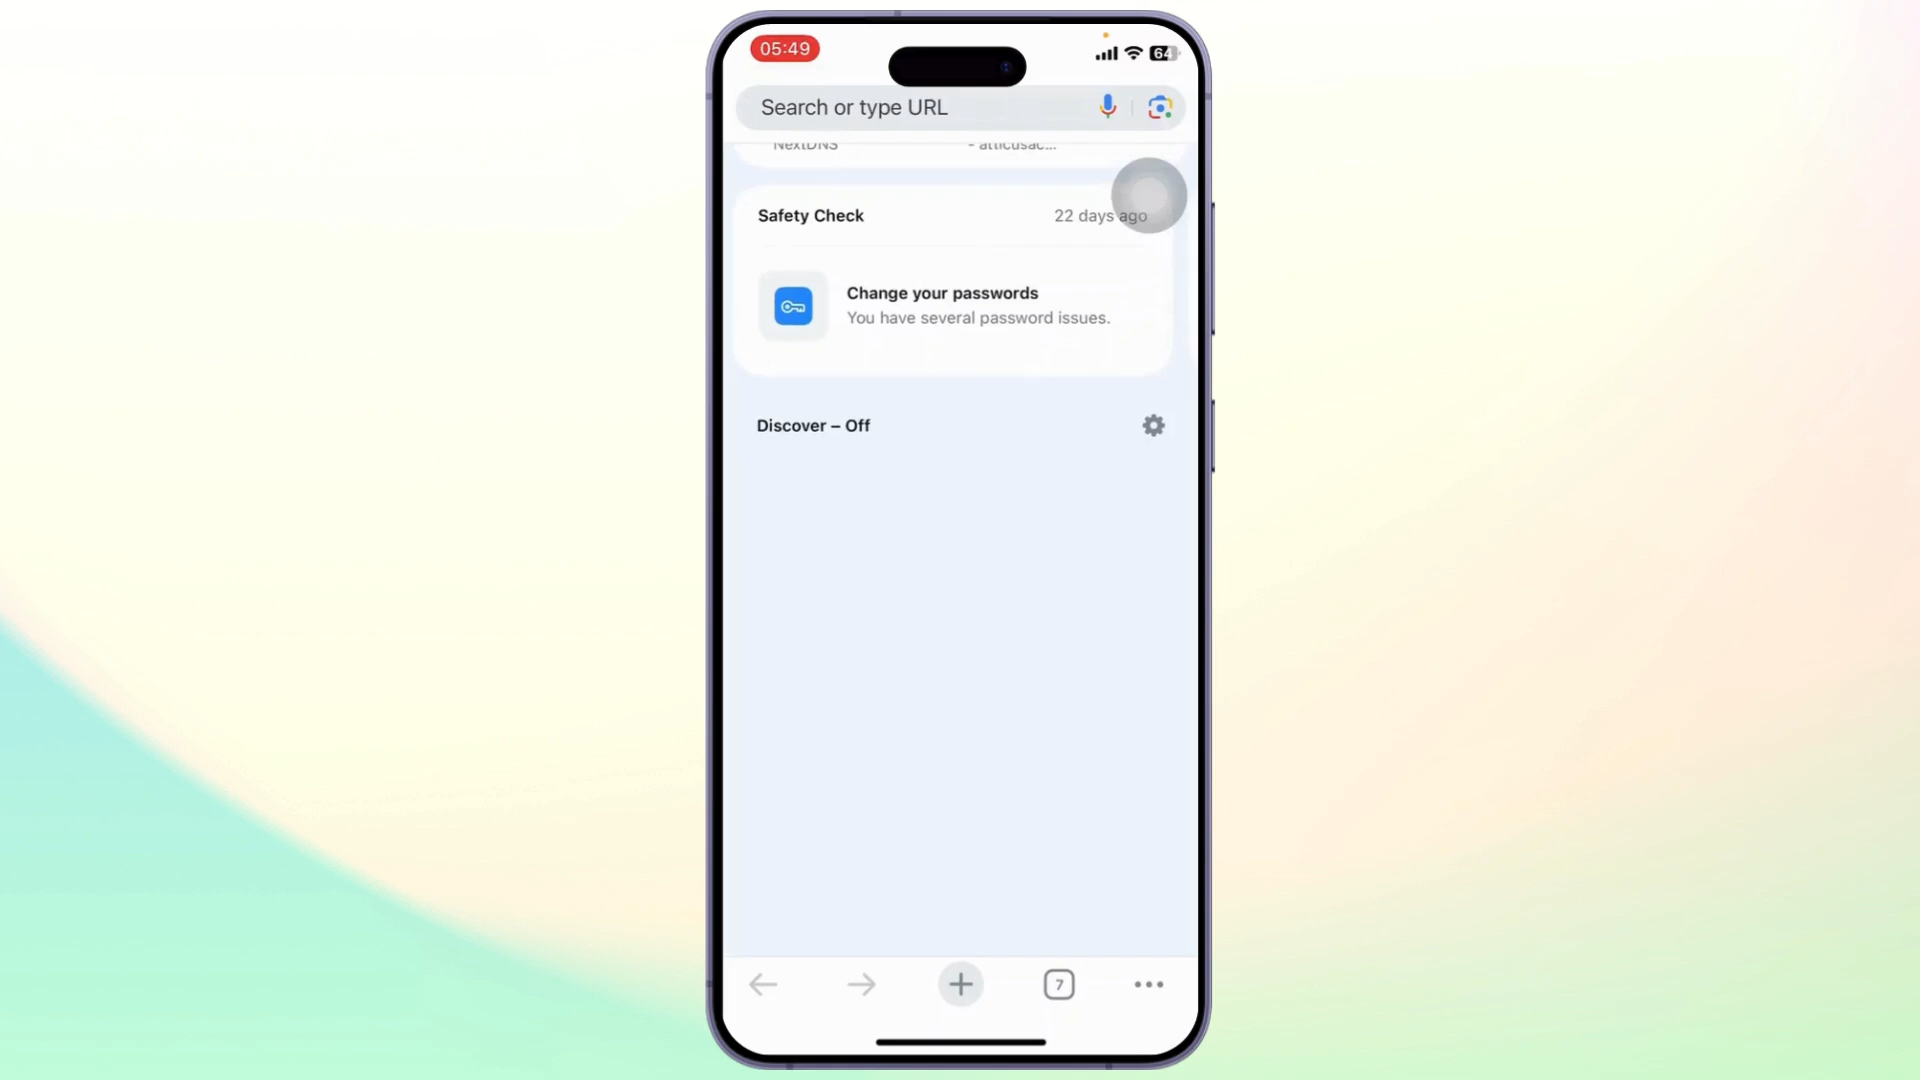 05:49
64
Search or type URL
NextDNS - atticusac...
Safety Check 22 days ago
Change your passwords
You have several password issues.
Discover – Off
7